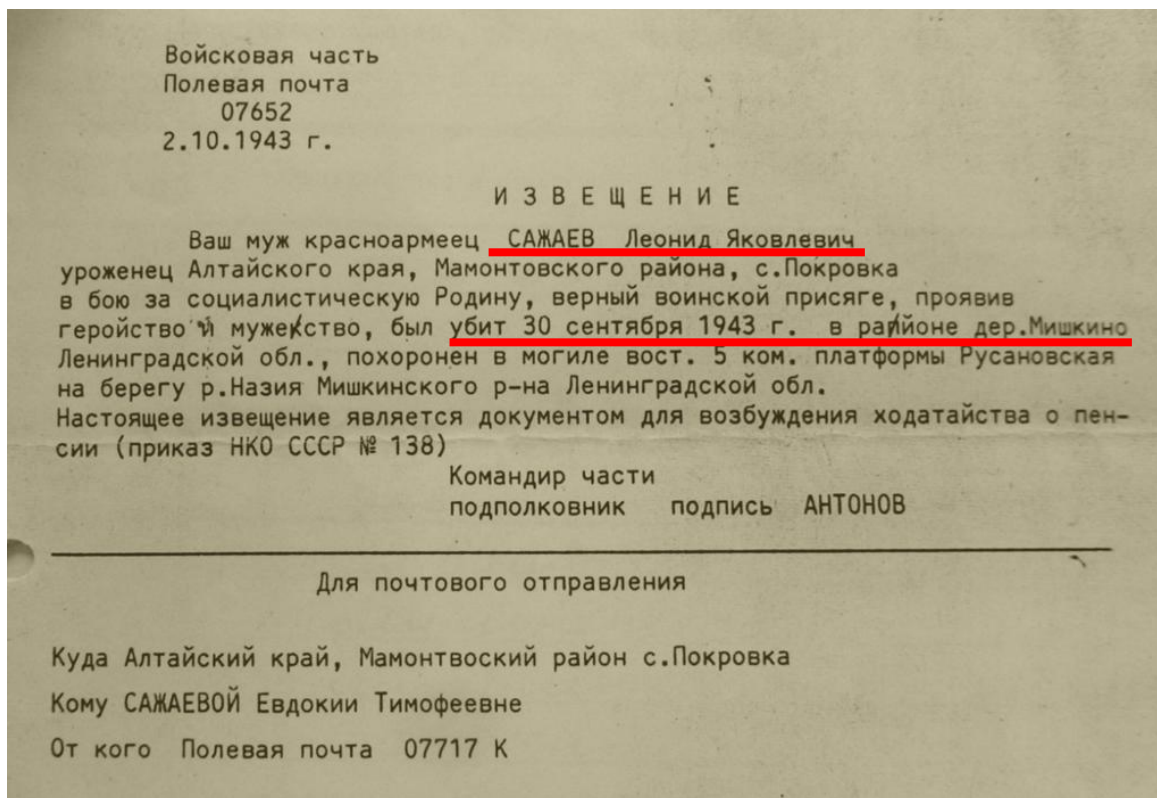 Войсковая часть
Полевая почта
07652
2.10.1943 г.
ИЗВЕЩЕНИЕ
Ваш муж красноармеец САЖАЕВ Леонид Яковлевич
уроженец Алтайского края, Мамонтовского района, с.Покровка
в бою за социалистическую Родину, верный воинской присяге, проявив
геройство и мужество, был убит 30 сентября 1943 г. в районе дер.Мишкино
Ленинградской обл., похоронен в могиле вост. 5 ком. платформы Русановская
на берегу р.Назия Мишкинского р-на Ленинградской обл.
Настоящее извещение является документом для возбуждения ходатайства о пен-
сии (приказ НКО СССР № 138)
Командир части
подполковник подпись АНТОНОВ
Для почтового отправления
Куда Алтайский край, Мамонтвоский район с.Покровка
Кому САЖАЕВОЙ Евдокии Тимофеевне
От кого Полевая почта 07717 К